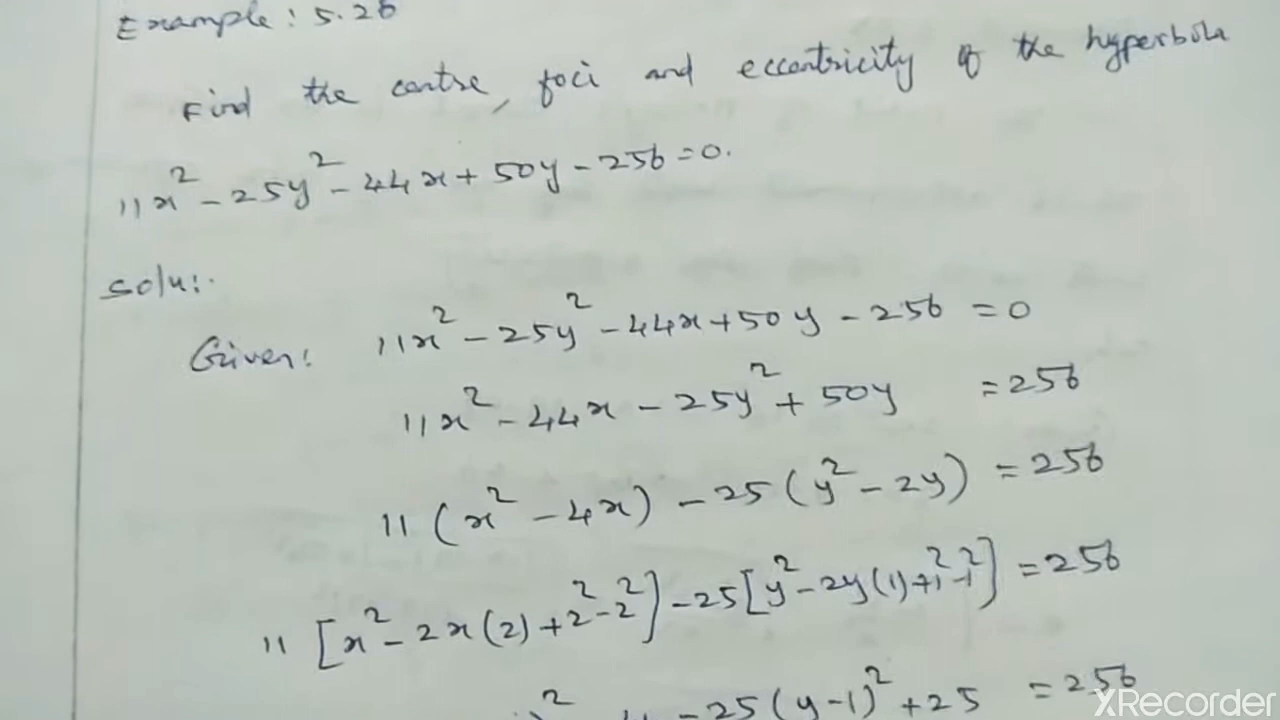 Example: 5.26
Find the centre, foci and eccentricity of the hyperbola
11x² - 25y² - 44x + 50y - 256 = 0.
Solu:
Given: 11x² - 25y² - 44x + 50y - 256 = 0
11x² - 44x - 25y² + 50y = 256
11(x² - 4x) - 25(y² - 2y) = 256
11[x² - 2x(2) + 2² - 2²] - 25[y² - 2y(1) + 1² - 1²] = 256
- 25(y-1)² + 25 = 256
XRecorder